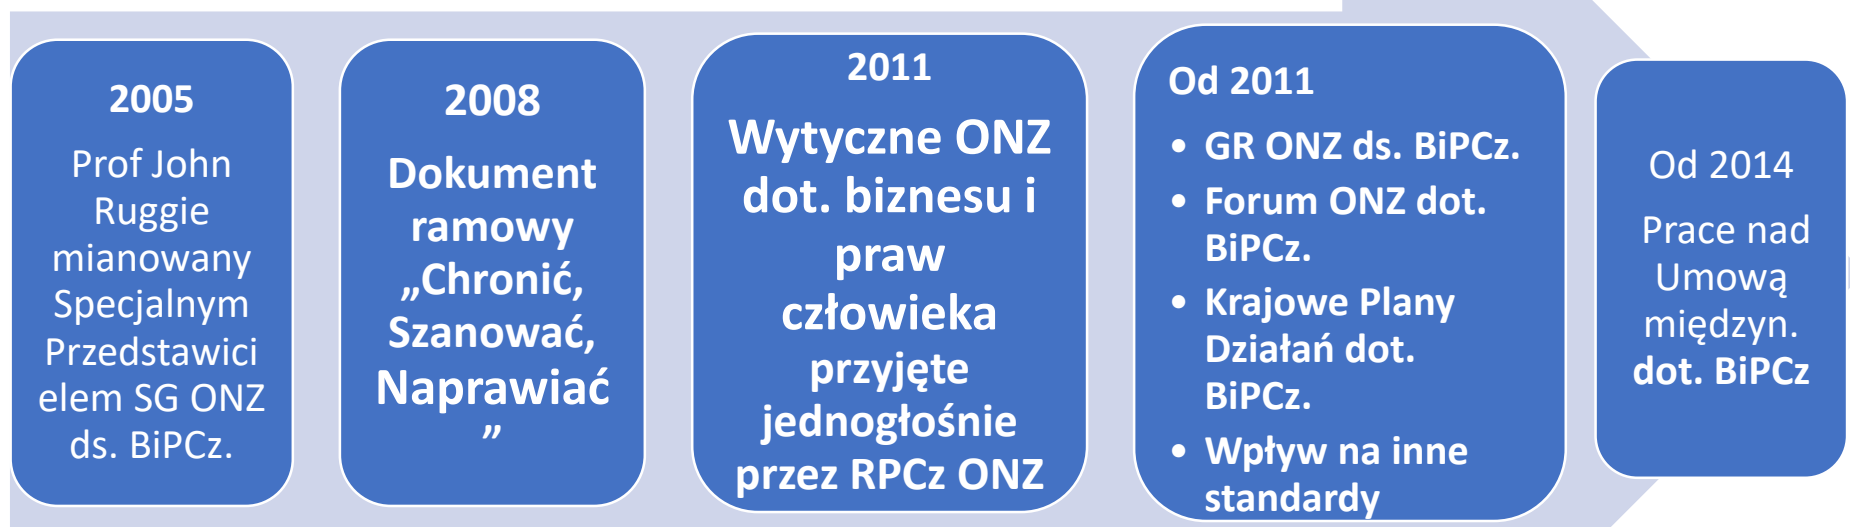 2005
Prof John
Ruggie
mianowany
Specjalnym
Przedstawici
elem SG ONZ
ds. BiPCz.
2008
Dokument
ramowy
„Chronić,
Szanować,
Naprawiać
”
2011
Wytyczne ONZ
dot. biznesu i
praw
człowieka
przyjęte
jednogłośnie
przez RPCz ONZ
Od 2011
• GR ONZ ds. BiPCz.
• Forum ONZ dot.
BiPCz.
• Krajowe Plany
Działań dot.
BiPCz.
• Wpływ na inne
standardy
Od 2014
Prace nad
Umową
międzyn.
dot. BiPCz